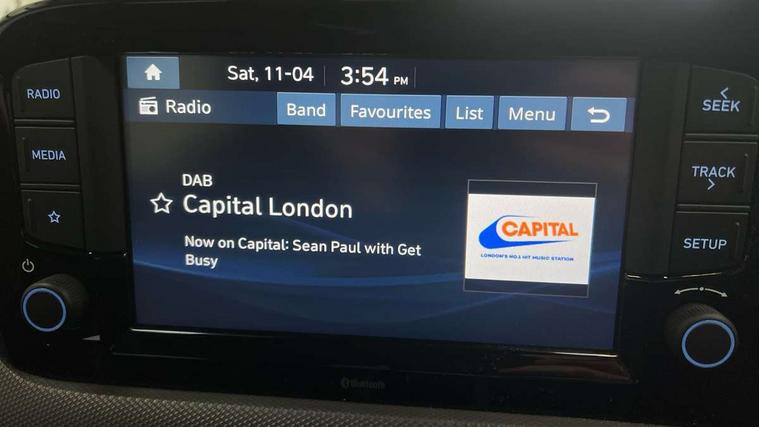 Sat, 11-04 3:54 PM
RADIO
Radio Band Favourites List Menu
SEEK
MEDIA
TRACK
DAB
Capital London
Now on Capital: Sean Paul with Get
Busy
CAPITAL
LONDON'S NO.1 HIT MUSIC STATION
SETUP
Bluetooth